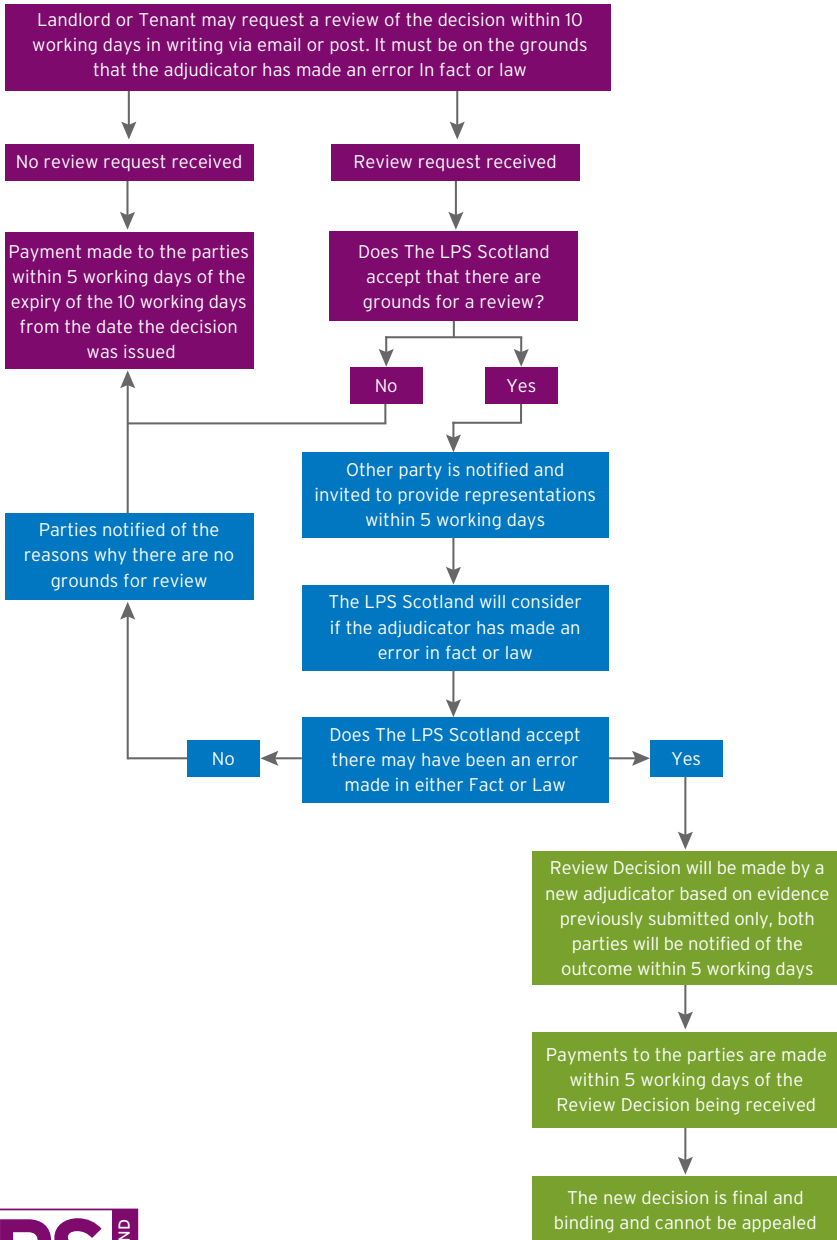 Landlord or Tenant may request a review of the decision within 10
working days in writing via email or post. It must be on the grounds
that the adjudicator has made an error In fact or law
No review request received
Review request received
Payment made to the parties
within 5 working days of the
expiry of the 10 working days
from the date the decision
was issued
Does The LPS Scotland
accept that there are
grounds for a review?
No
Yes
Other party is notified and
invited to provide representations
within 5 working days
Parties notified of the
reasons why there are no
grounds for review
The LPS Scotland will consider
if the adjudicator has made an
error in fact or law
Does The LPS Scotland accept
there may have been an error
made in either Fact or Law
No
Yes
Review Decision will be made by a
new adjudicator based on evidence
previously submitted only, both
parties will be notified of the
outcome within 5 working days
Payments to the parties are made
within 5 working days of the
Review Decision being received
The new decision is final and
binding and cannot be appealed